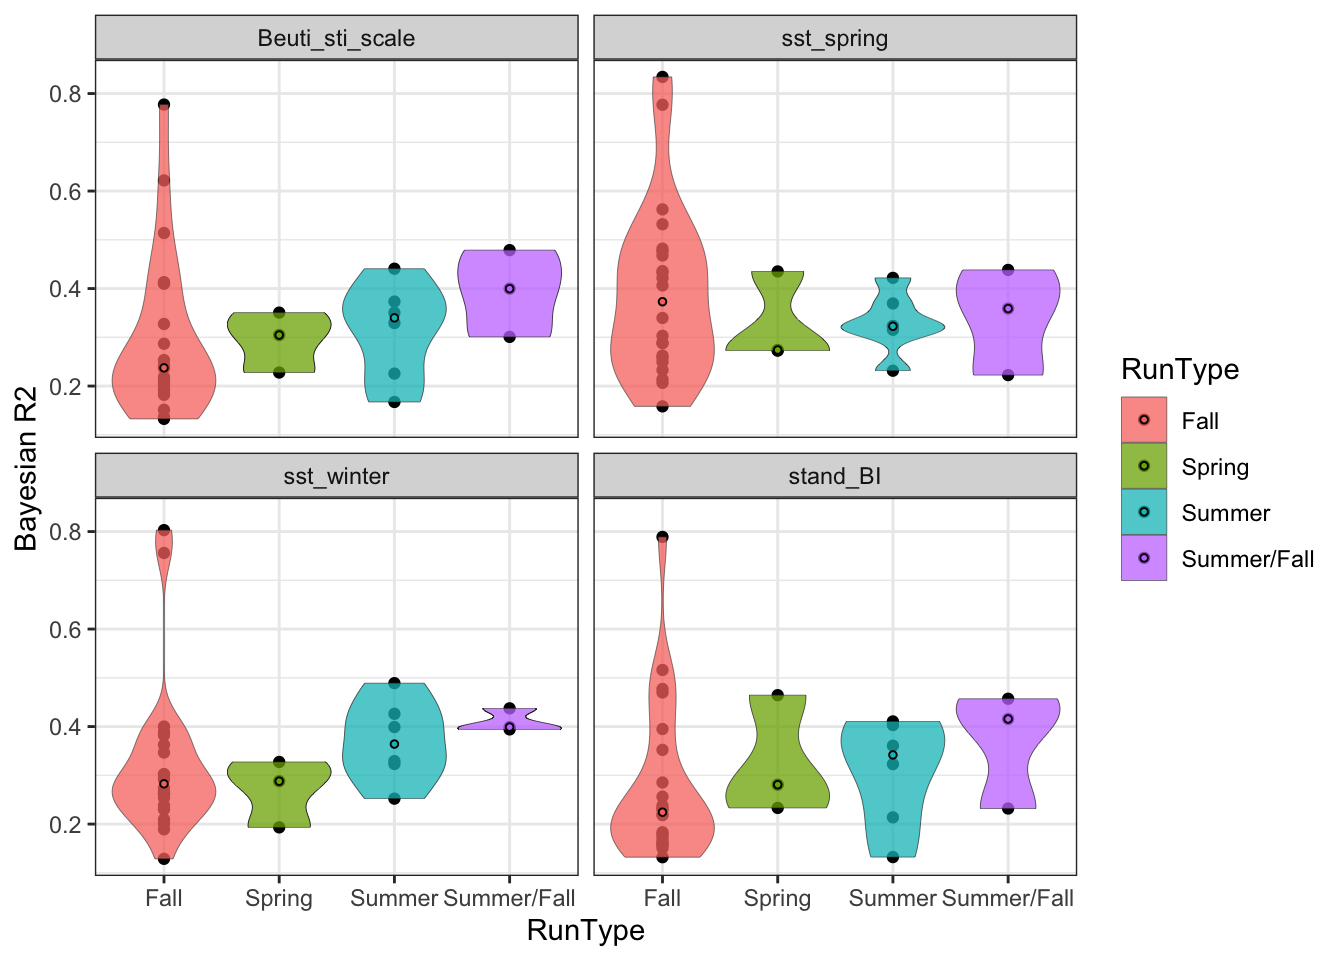 Beuti_sti_scale
sst_spring
0.8
0.6
0.4
0.2
sst_winter
stand_BI
0.8
0.6
0.4
0.2
Fall
Spring
Summer
Summer/Fall
Fall
Spring
Summer
Summer/Fall
RunType
Bayesian R2
RunType
Fall
Spring
Summer
Summer/Fall